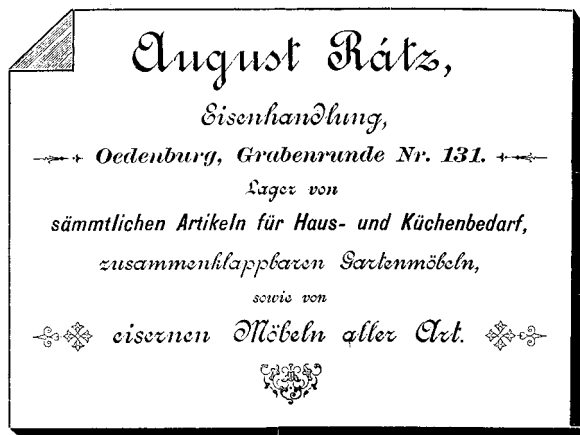 August Rátz,
Eisenhandlung,
Oedenburg, Grabenrunde Nr. 131.
Lager von
sämmtlichen Artikeln für Haus- und Küchenbedarf,
zusammenklappbaren Gartenmöbeln,
sowie von
eisernen Möbeln aller Art.